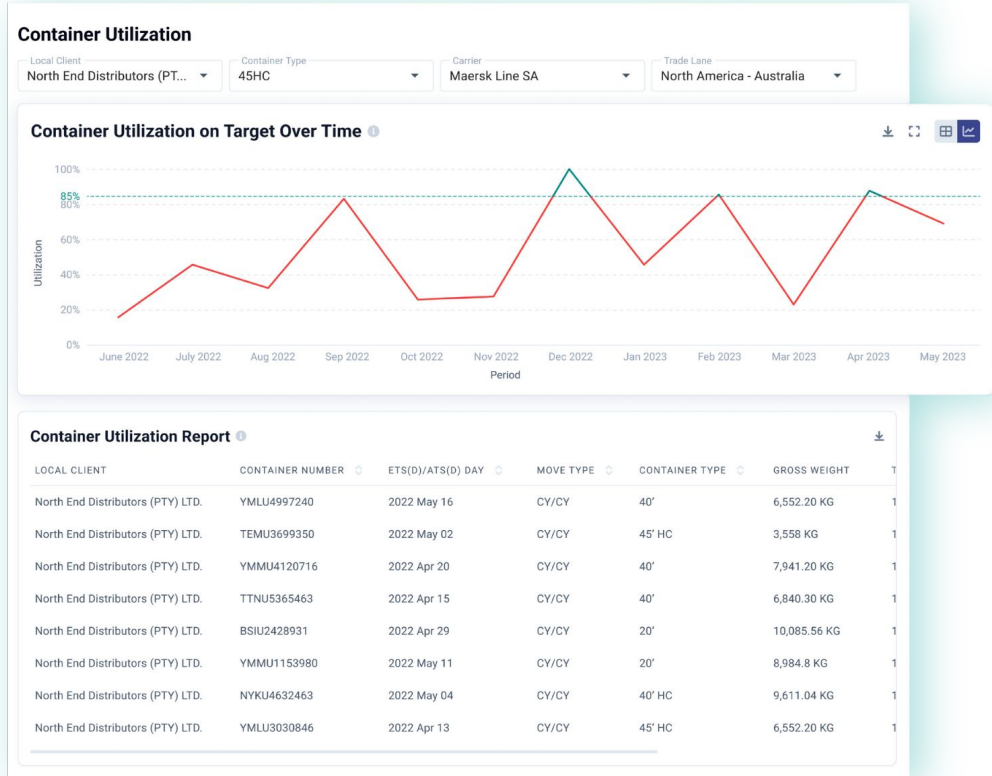 Container Utilization
Local Client Container Type Carrier Trade Lane
North End Distributors (PT... 45HC Maersk Line SA North America - Australia
Container Utilization on Target Over Time
100%
85%
80%
60%
40%
20%
0%
Utilization
June 2022 July 2022 Aug 2022 Sep 2022 Oct 2022 Nov 2022 Dec 2022 Jan 2023 Feb 2023 Mar 2023 Apr 2023 May 2023
Period
Container Utilization Report
LOCAL CLIENT CONTAINER NUMBER ETS(D)/ATS(D) DAY MOVE TYPE CONTAINER TYPE GROSS WEIGHT T
North End Distributors (PTY) LTD. YMLU4997240 2022 May 16 CY/CY 40' 6,552.20 KG 1
North End Distributors (PTY) LTD. TEMU3699350 2022 May 02 CY/CY 45' HC 3,558 KG 1
North End Distributors (PTY) LTD. YMMU4120716 2022 Apr 20 CY/CY 40' 7,941.20 KG 1
North End Distributors (PTY) LTD. TTNU5365463 2022 Apr 15 CY/CY 40' 6,840.30 KG 1
North End Distributors (PTY) LTD. BSIU2428931 2022 Apr 29 CY/CY 20' 10,085.56 KG 1
North End Distributors (PTY) LTD. YMMU1153980 2022 May 11 CY/CY 20' 8,984.8 KG 1
North End Distributors (PTY) LTD. NYKU4632463 2022 May 04 CY/CY 40' HC 9,611.04 KG 1
North End Distributors (PTY) LTD. YMLU3030846 2022 Apr 13 CY/CY 45' HC 6,552.20 KG 1